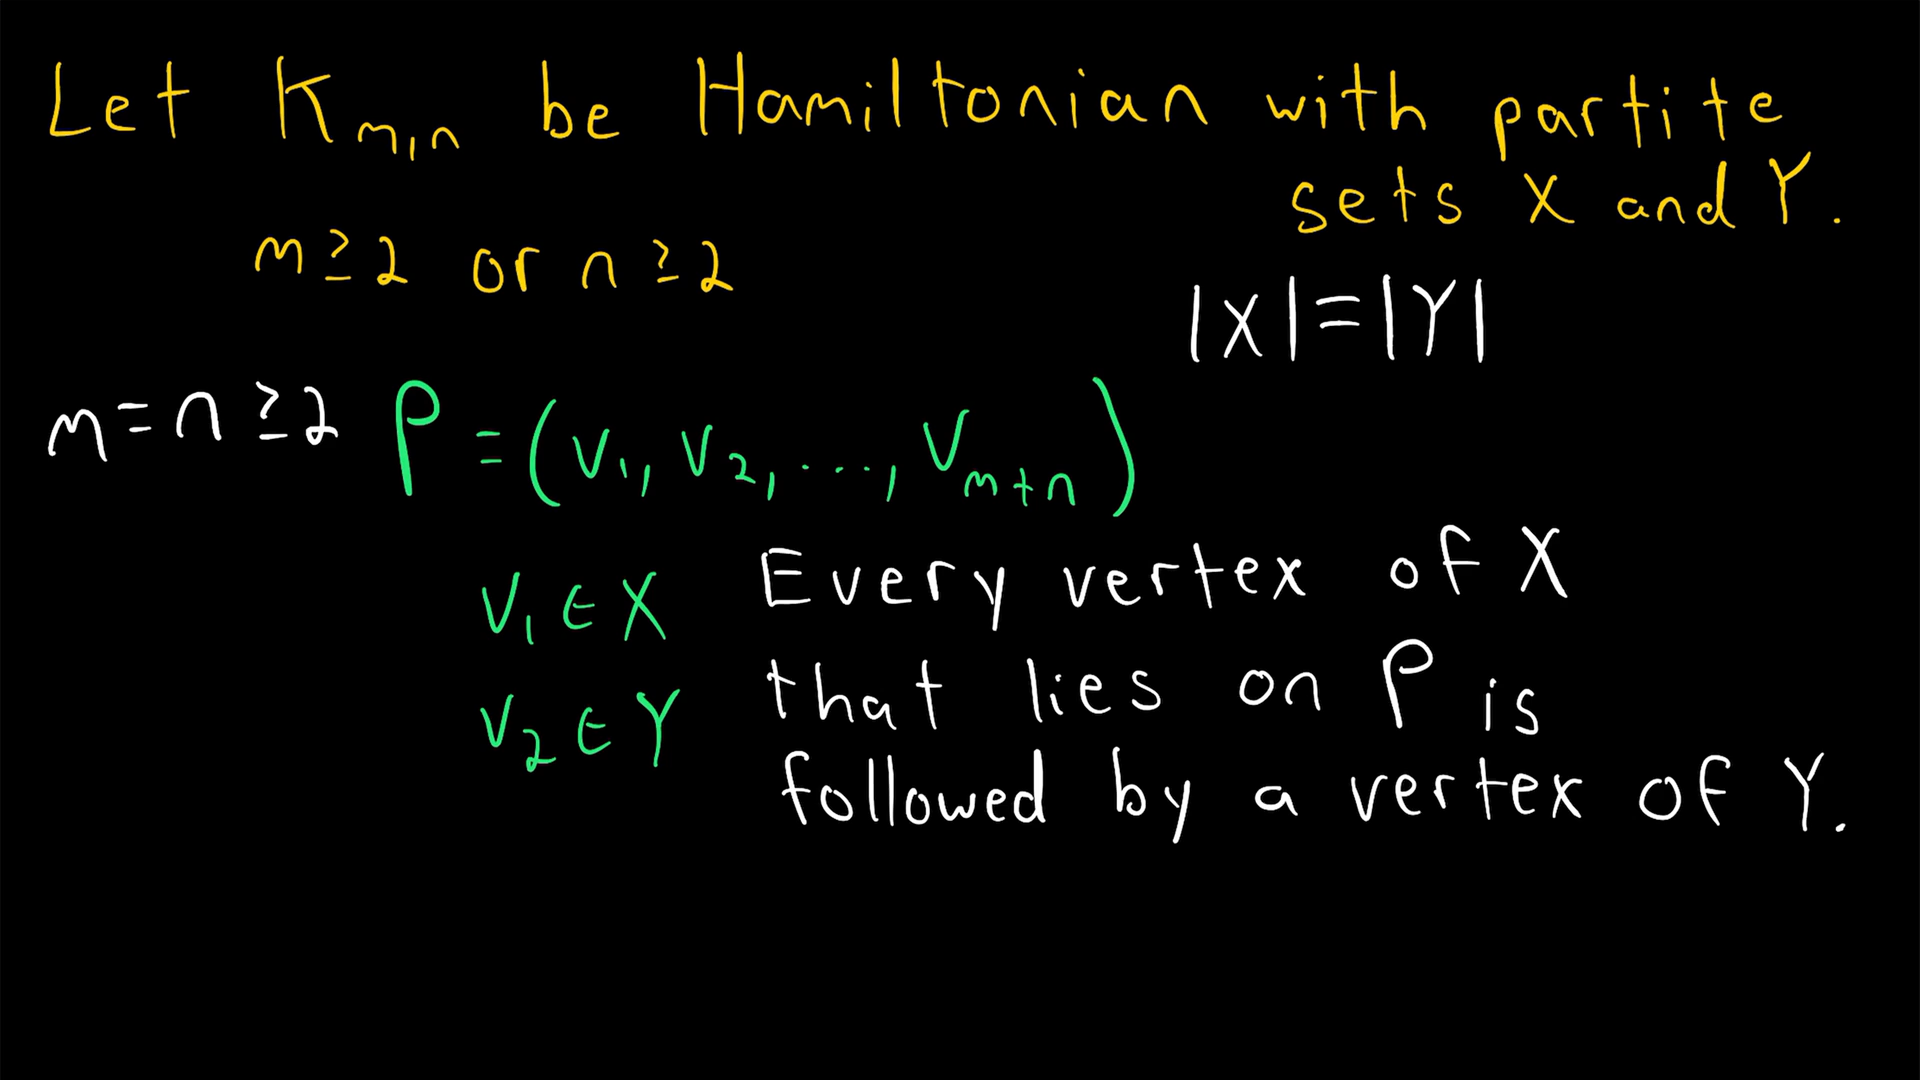 Let K_{m,n} be Hamiltonian with partite
sets X and Y.
m ≥ 2 or n ≥ 2
|X| = |Y|
m = n ≥ 2 P = (v_1, v_2, ..., v_{m+n})
v_1 ∈ X
v_2 ∈ Y
Every vertex of X
that lies on P is
followed by a vertex of Y.